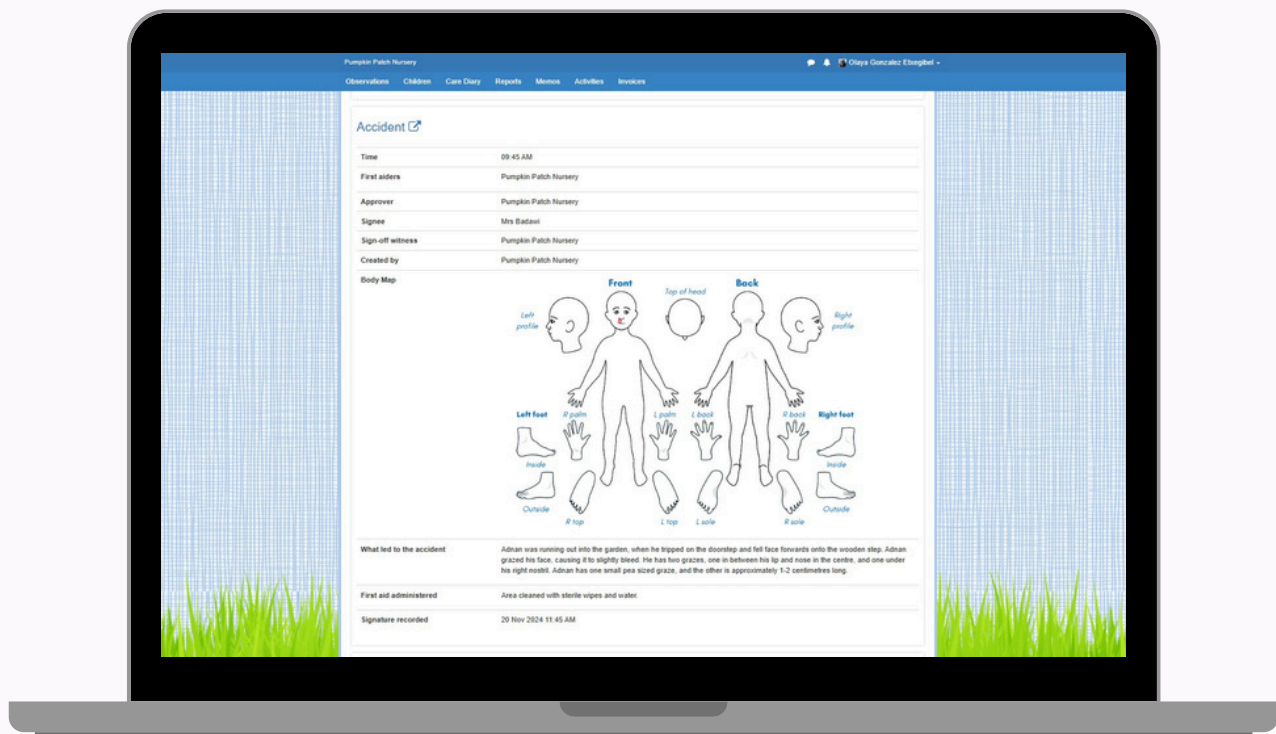 Pumpkin Patch Nursery
Olaya Gonzalez Etxegibel
Observations Children Care Diary Reports Memos Activities Invoices
Accident
Time 09:45 AM
First aiders Pumpkin Patch Nursery
Approver Pumpkin Patch Nursery
Signee Mrs Badawi
Sign-off witness Pumpkin Patch Nursery
Created by Pumpkin Patch Nursery
Body Map
Front Top of head Back
Left profile
Right profile
Left foot R palm L palm L back R back Right foot
Inside Inside
Outside Outside
R top L top L sole R sole
What led to the accident Adnan was running out into the garden, when he tripped on the doorstep and fell face forwards onto the wooden step. Adnan
grazed his face, causing it to slightly bleed. He has two grazes, one in between his lip and nose in the centre, and one under
his right nostril. Adnan has one small pea sized graze, and the other is approximately 1-2 centimetres long.
First aid administered Area cleaned with sterile wipes and water.
Signature recorded 20 Nov 2024 11:45 AM